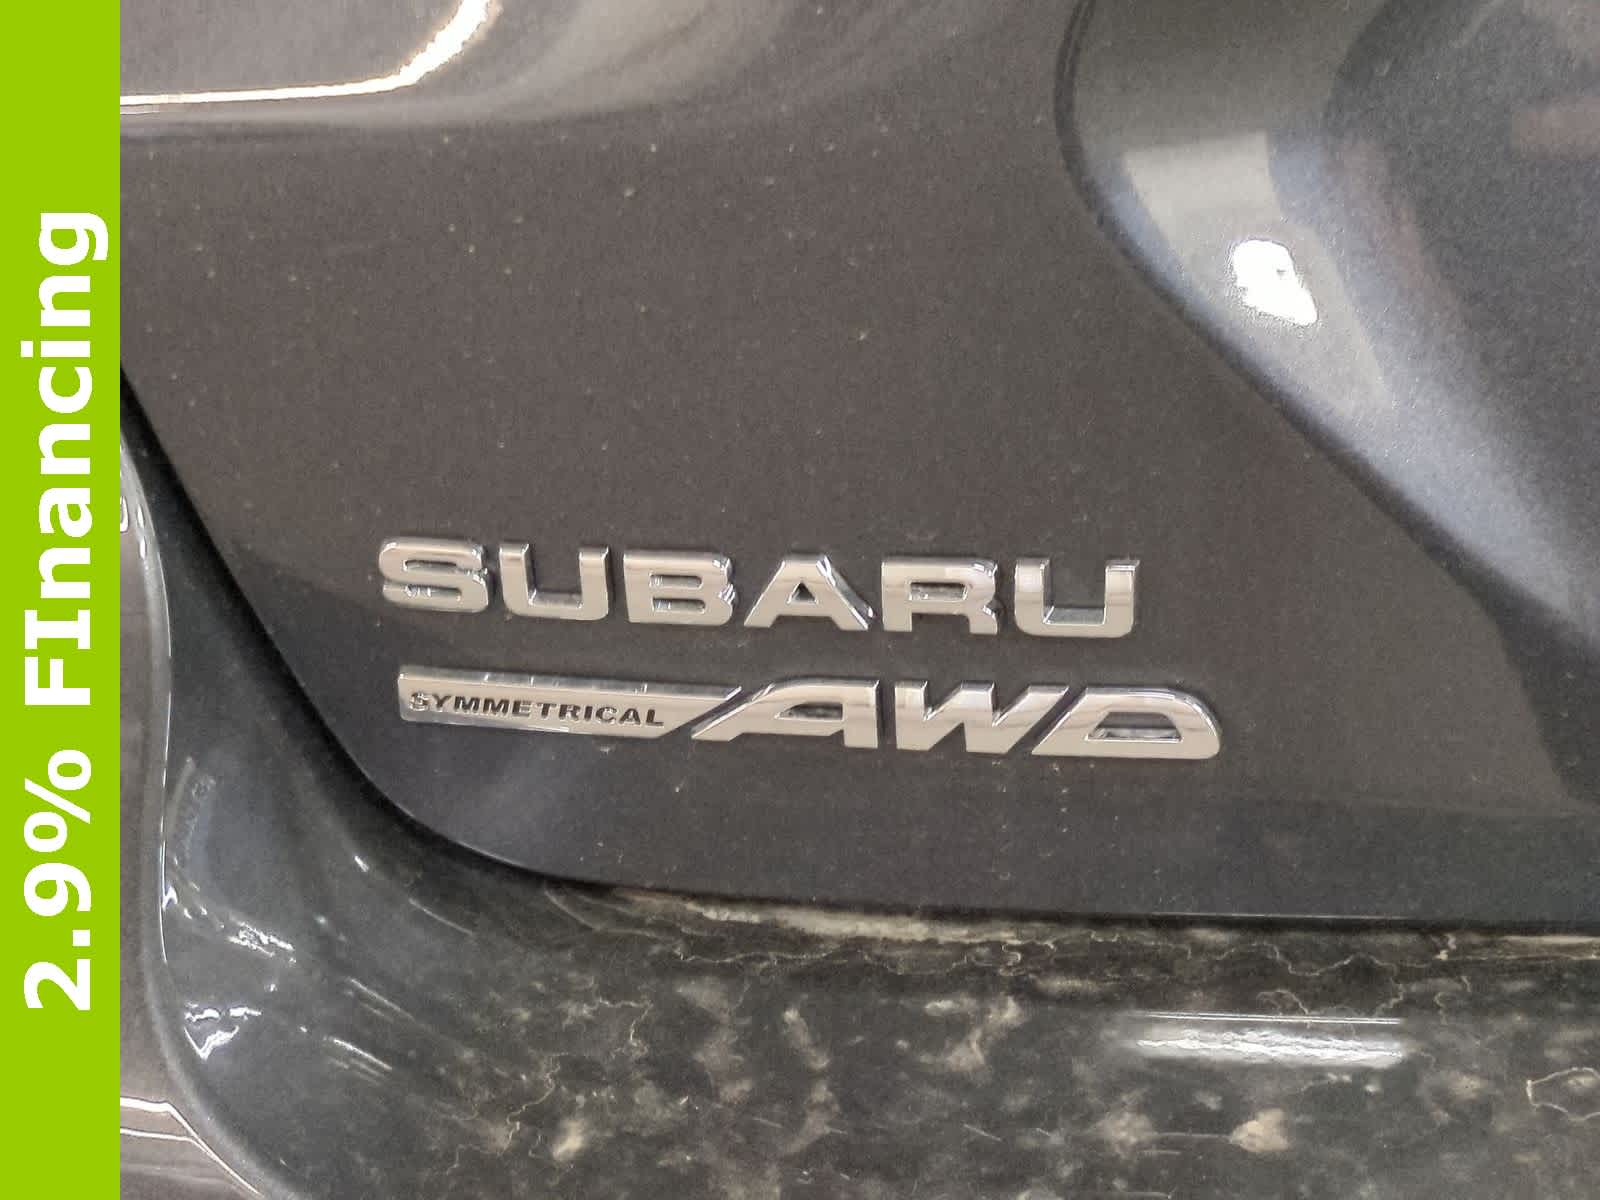 2.9% FInancing
SUBARU
SYMMETRICAL AWD